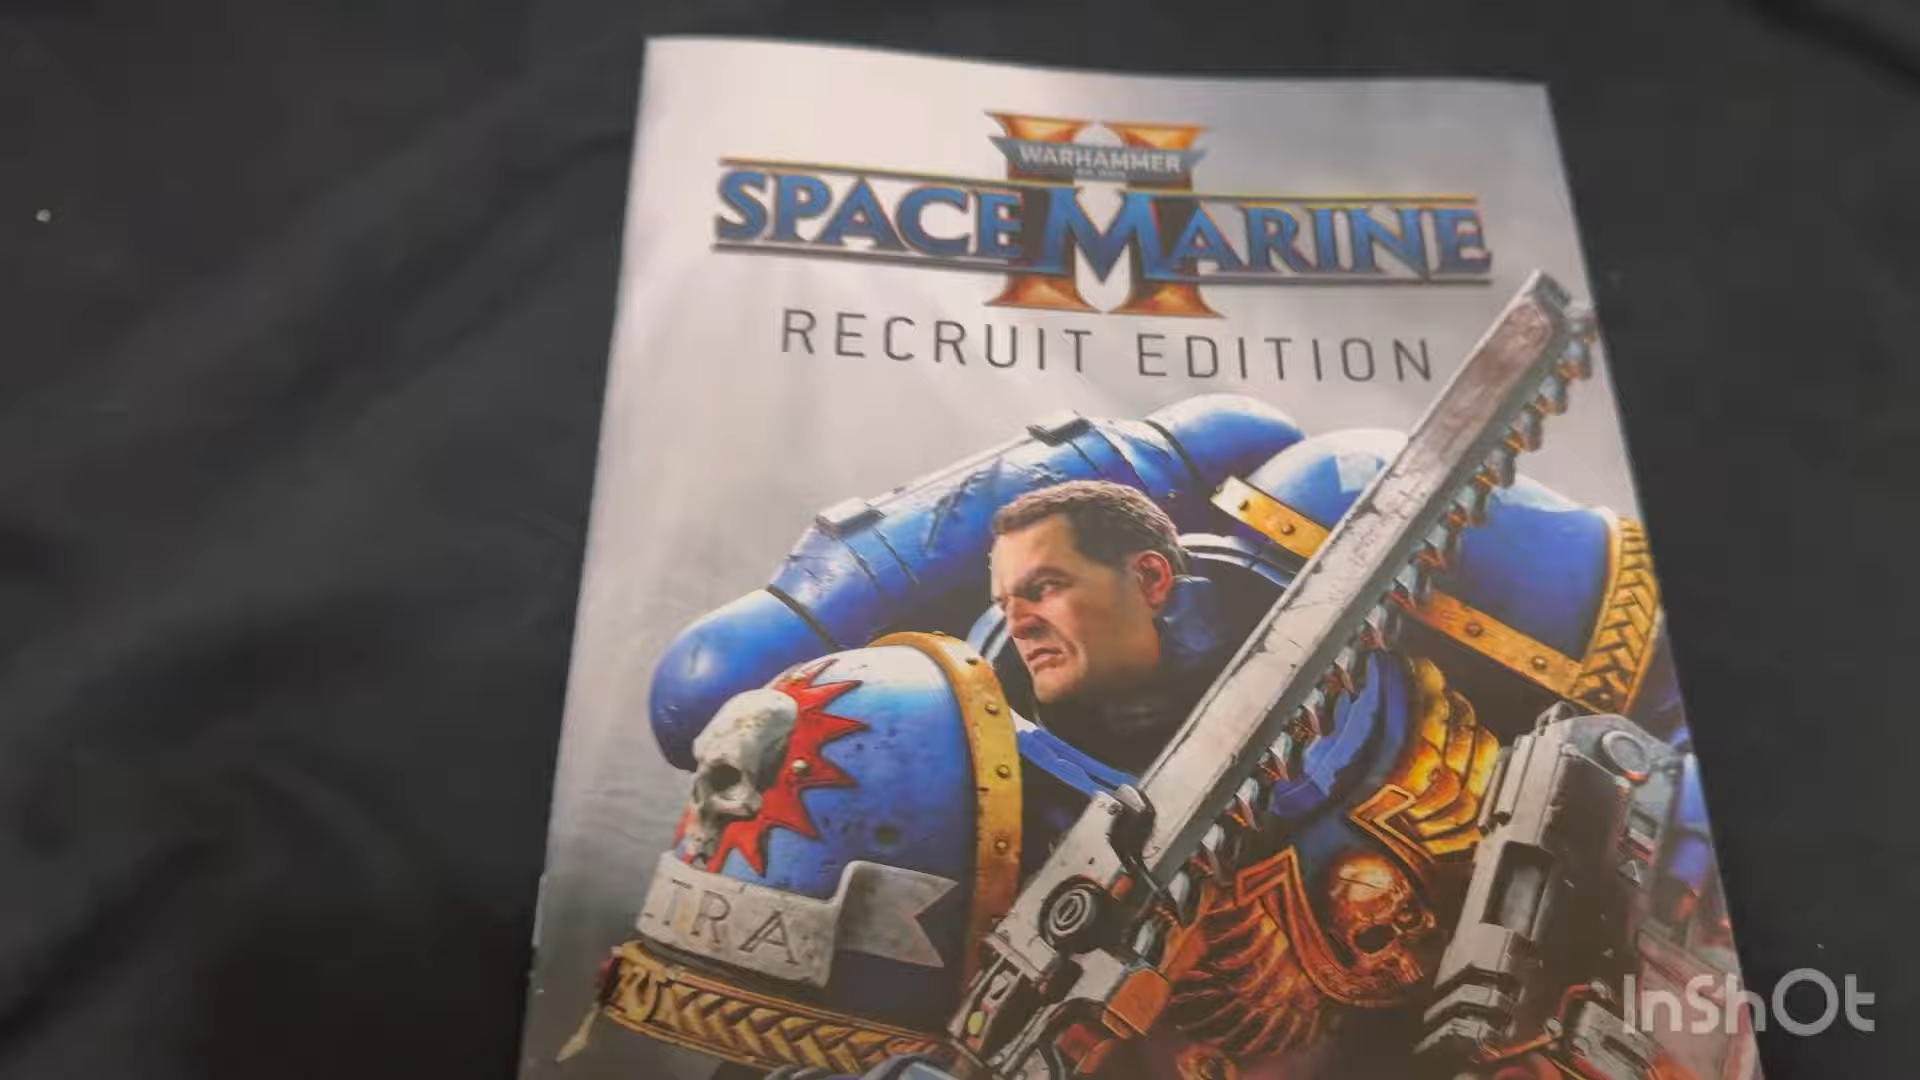 WARHAMMER
SPACE MARINE
II
RECRUIT EDITION
TRA
InShOt